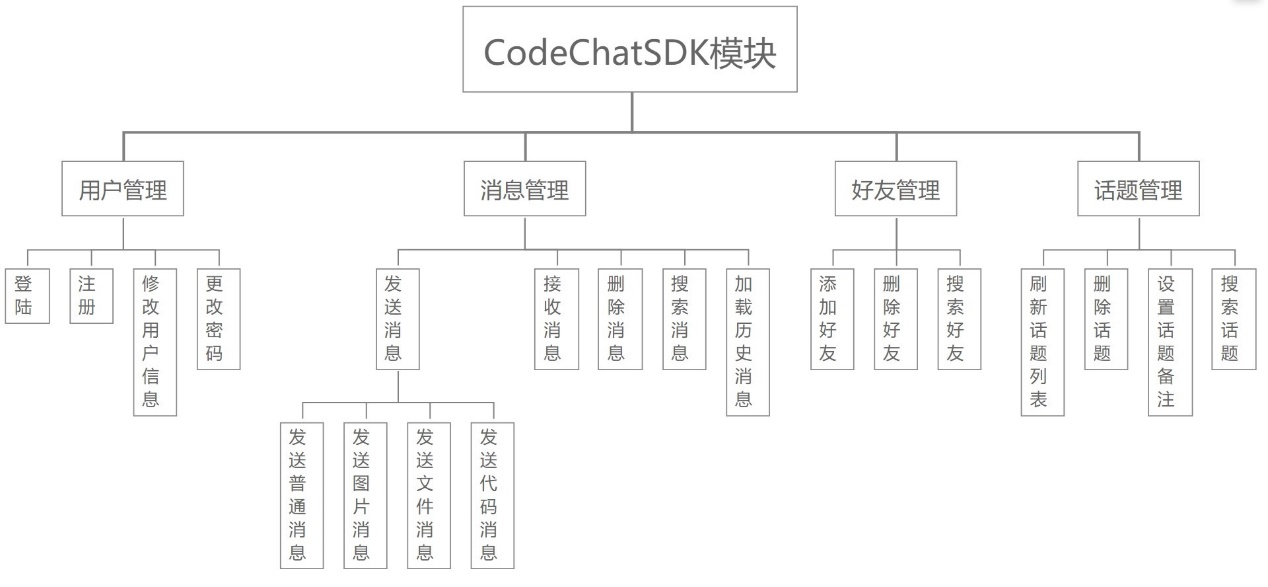 CodeChatSDK模块
用户管理
消息管理
好友管理
话题管理
登陆
注册
修改用户信息
更改密码
发送消息
接收消息
删除消息
搜索消息
加载历史消息
添加好友
删除好友
搜索好友
刷新话题列表
删除话题
设置话题备注
搜索话题
发送普通消息
发送图片消息
发送文件消息
发送代码消息